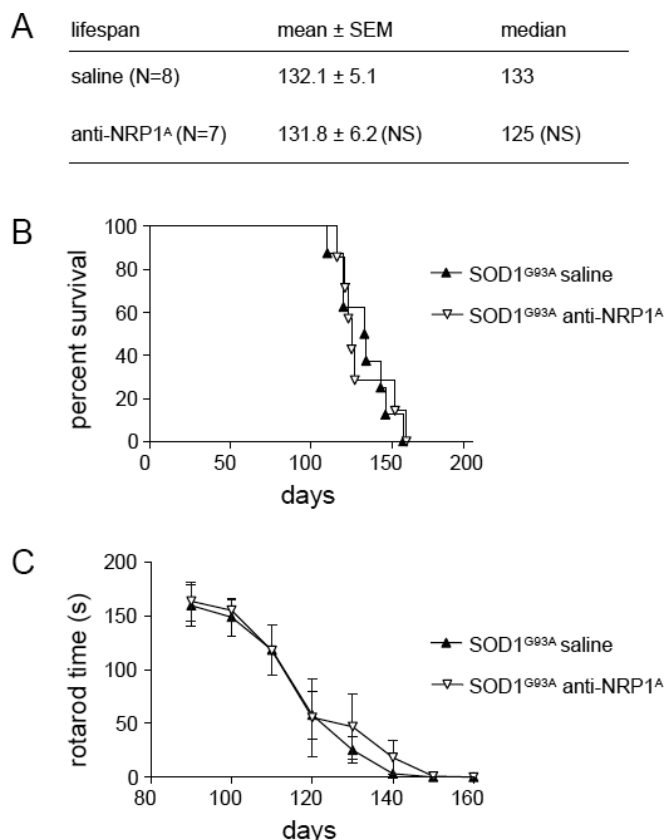 A
lifespan mean ± SEM median
saline (N=8) 132.1 ± 5.1 133
anti-NRP1ᴬ (N=7) 131.8 ± 6.2 (NS) 125 (NS)
B
percent survival
100
80
60
40
20
0
0 50 100 150 200
days
SOD1ᴳ⁹³ᴬ saline
SOD1ᴳ⁹³ᴬ anti-NRP1ᴬ
C
rotarod time (s)
200
150
100
50
0
80 100 120 140 160
days
SOD1ᴳ⁹³ᴬ saline
SOD1ᴳ⁹³ᴬ anti-NRP1ᴬ